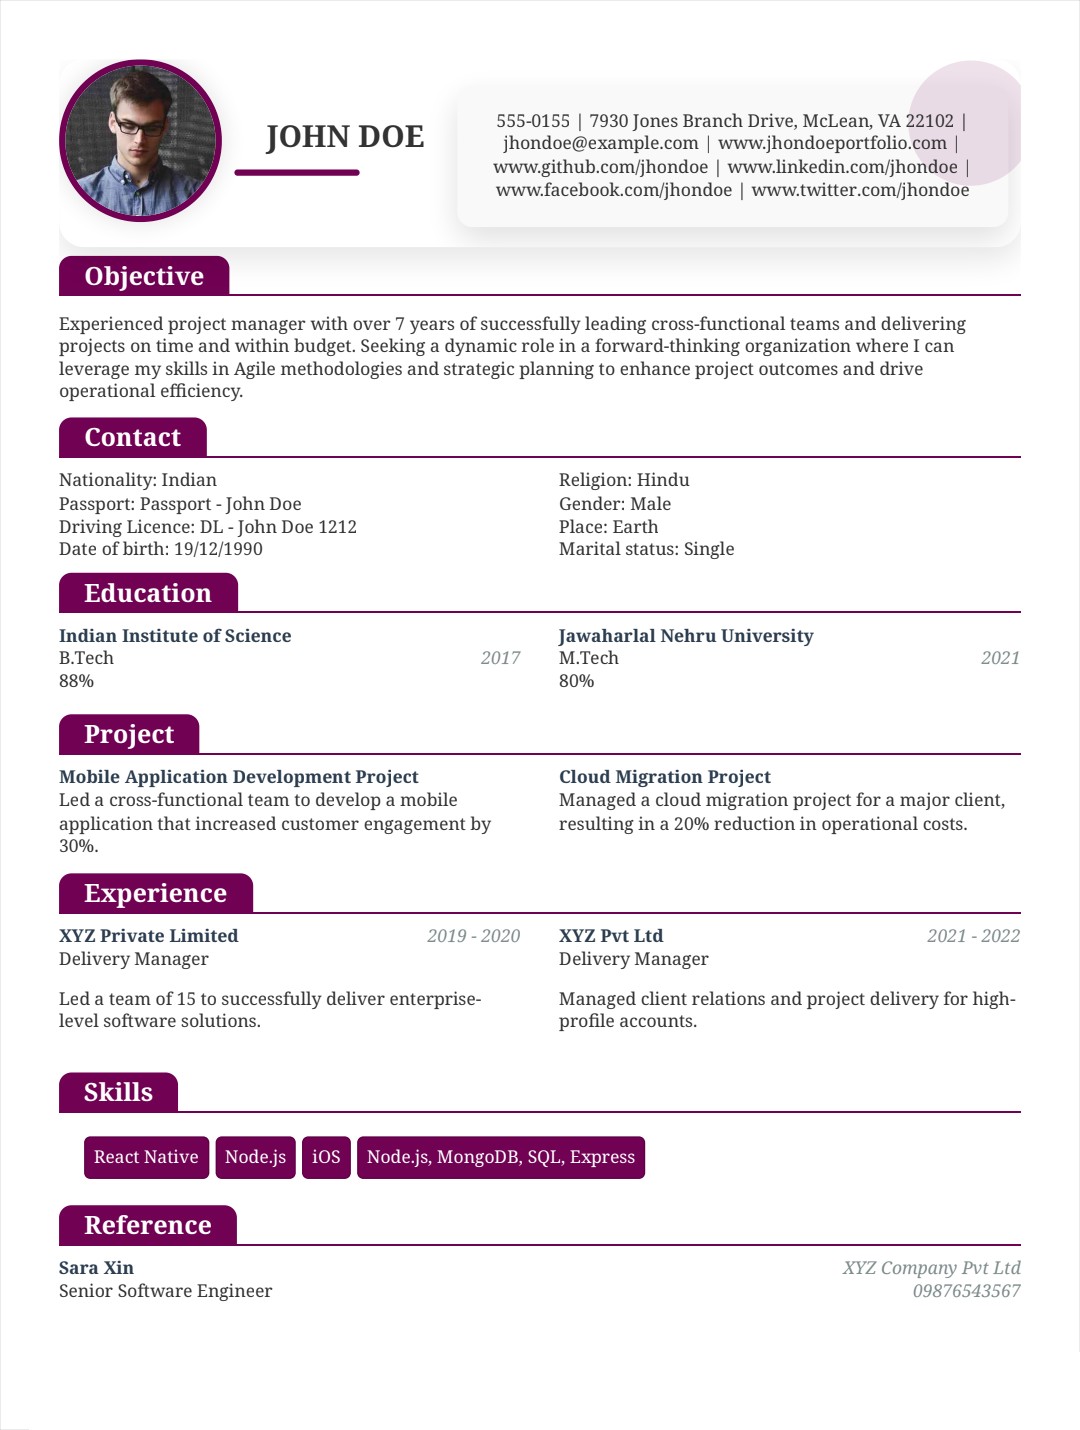 JOHN DOE
555-0155 | 7930 Jones Branch Drive, McLean, VA 22102 |
jhondoe@example.com | www.jhondoeportfolio.com |
www.github.com/jhondoe | www.linkedin.com/jhondoe |
www.facebook.com/jhondoe | www.twitter.com/jhondoe
Objective
Experienced project manager with over 7 years of successfully leading cross-functional teams and delivering
projects on time and within budget. Seeking a dynamic role in a forward-thinking organization where I can
leverage my skills in Agile methodologies and strategic planning to enhance project outcomes and drive
operational efficiency.
Contact
Nationality: Indian
Passport: Passport - John Doe
Driving Licence: DL - John Doe 1212
Date of birth: 19/12/1990
Religion: Hindu
Gender: Male
Place: Earth
Marital status: Single
Education
Indian Institute of Science
B.Tech 2017
88%
Jawaharlal Nehru University
M.Tech 2021
80%
Project
Mobile Application Development Project
Led a cross-functional team to develop a mobile
application that increased customer engagement by
30%.
Cloud Migration Project
Managed a cloud migration project for a major client,
resulting in a 20% reduction in operational costs.
Experience
XYZ Private Limited 2019 - 2020
Delivery Manager
Led a team of 15 to successfully deliver enterprise-
level software solutions.
XYZ Pvt Ltd 2021 - 2022
Delivery Manager
Managed client relations and project delivery for high-
profile accounts.
Skills
React Native Node.js iOS Node.js, MongoDB, SQL, Express
Reference
Sara Xin XYZ Company Pvt Ltd
Senior Software Engineer 09876543567